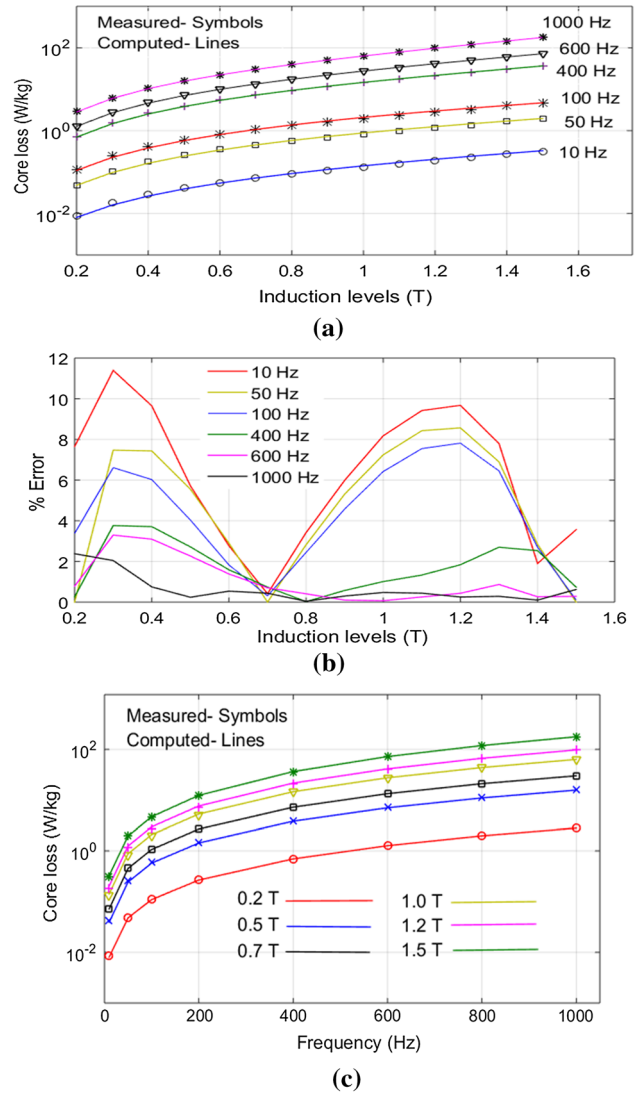 Measured- Symbols
Computed- Lines
1000 Hz
600 Hz
400 Hz
100 Hz
50 Hz
10 Hz
10²
10⁰
10⁻²
Core loss (W/kg)
0.2 0.4 0.6 0.8 1 1.2 1.4 1.6
Induction levels (T)
(a)
12
10
8
6
4
2
0
% Error
10 Hz
50 Hz
100 Hz
400 Hz
600 Hz
1000 Hz
0.2 0.4 0.6 0.8 1.0 1.2 1.4 1.6
Induction levels (T)
(b)
Measured- Symbols
Computed- Lines
10²
10⁰
10⁻²
Core loss (W/kg)
0.2 T 1.0 T
0.5 T 1.2 T
0.7 T 1.5 T
0 200 400 600 800 1000
Frequency (Hz)
(c)